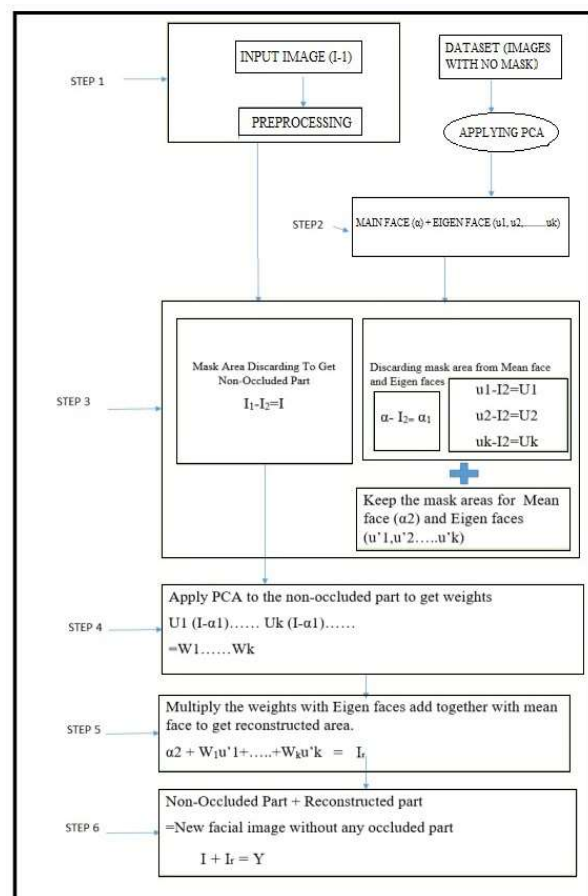 STEP 1
INPUT IMAGE (I-1)
PREPROCESSING
DATASET (IMAGES
WITH NO MASK)
APPLYING PCA
STEP2
MAIN FACE (α) + EIGEN FACE (u1, u2,.......uk)
STEP 3
Mask Area Discarding To Get
Non-Occluded Part
I₁-I₂=I
Discarding mask area from Mean face
and Eigen faces
α- I₂= α₁
u1-I2=U1
u2-I2=U2
uk-I2=Uk
Keep the mask areas for Mean
face (α2) and Eigen faces
(u’1,u’2…..u’k)
STEP 4
Apply PCA to the non-occluded part to get weights
U1 (I-α1)…… Uk (I-α1)……
=W1……Wk
STEP 5
Multiply the weights with Eigen faces add together with mean
face to get reconstructed area.
α2 + W₁u’1+…..+Wₖu’k = Iᵣ
STEP 6
Non-Occluded Part + Reconstructed part
=New facial image without any occluded part
I + Iᵣ = Y